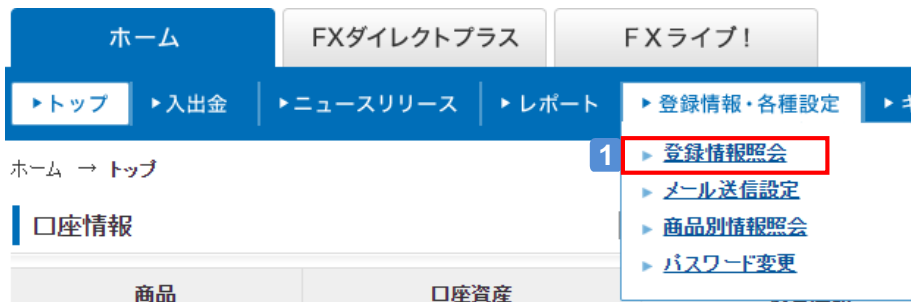 ホーム FXダイレクトプラス FXライブ!
▶トップ ▶入出金 ▶ニュースリリース ▶レポート ▶登録情報・各種設定
1 ▶登録情報照会
ホーム → トップ
▶メール送信設定
口座情報
▶商品別情報照会
▶パスワード変更
商品 口座資産